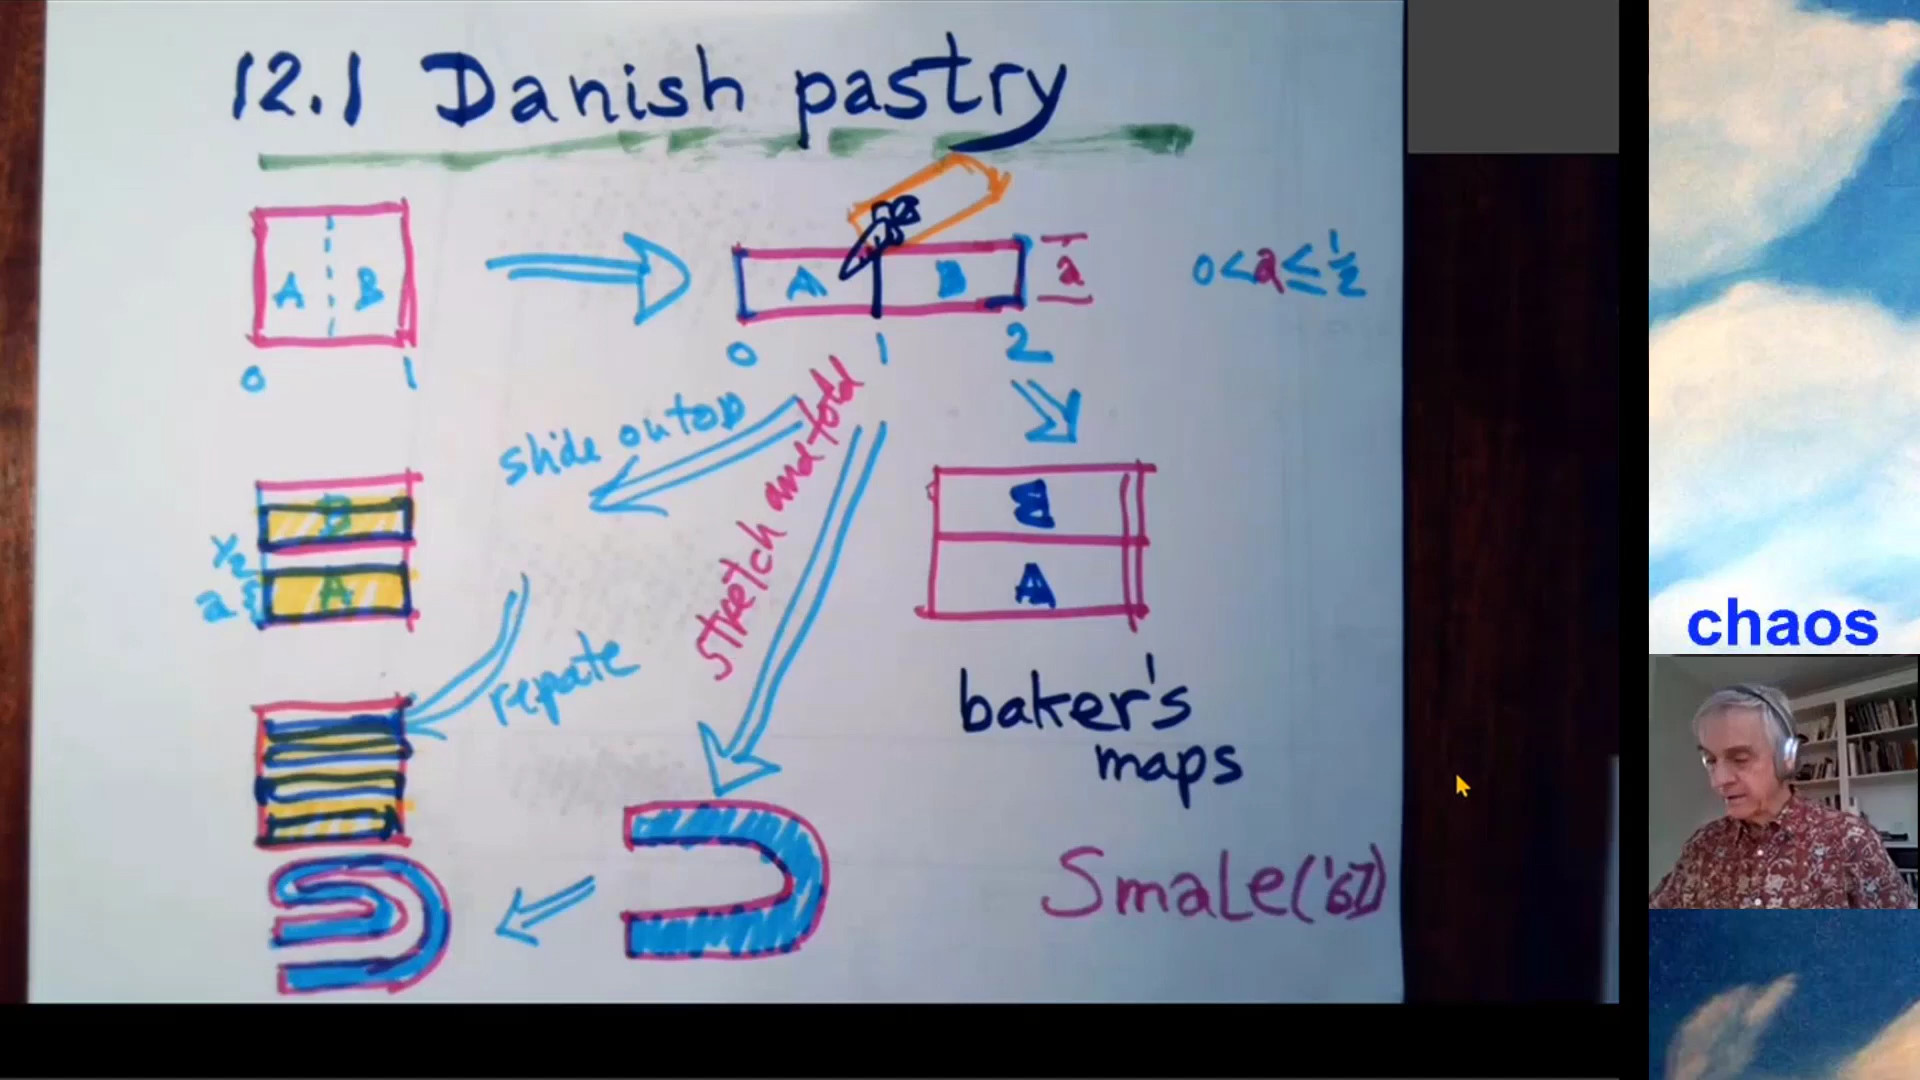 12.1 Danish pastry
A B
0 1
A B a
0 1 2
0<a≤1/2
slide on top
stretch and fold
B
A
1/2
a
B
A
repate
baker's
maps
Smale('67)
chaos